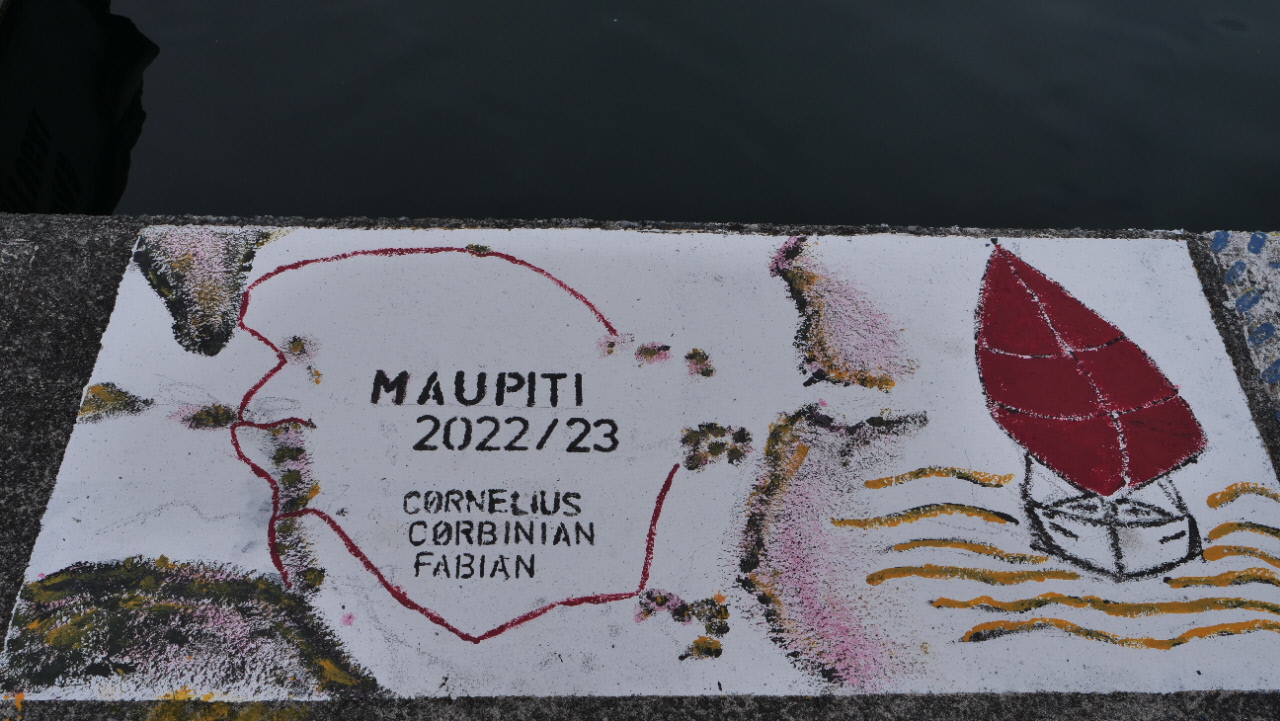 MAUPITI
2022/23
CØRNELIUS
CØRBINIAN
FABIAN